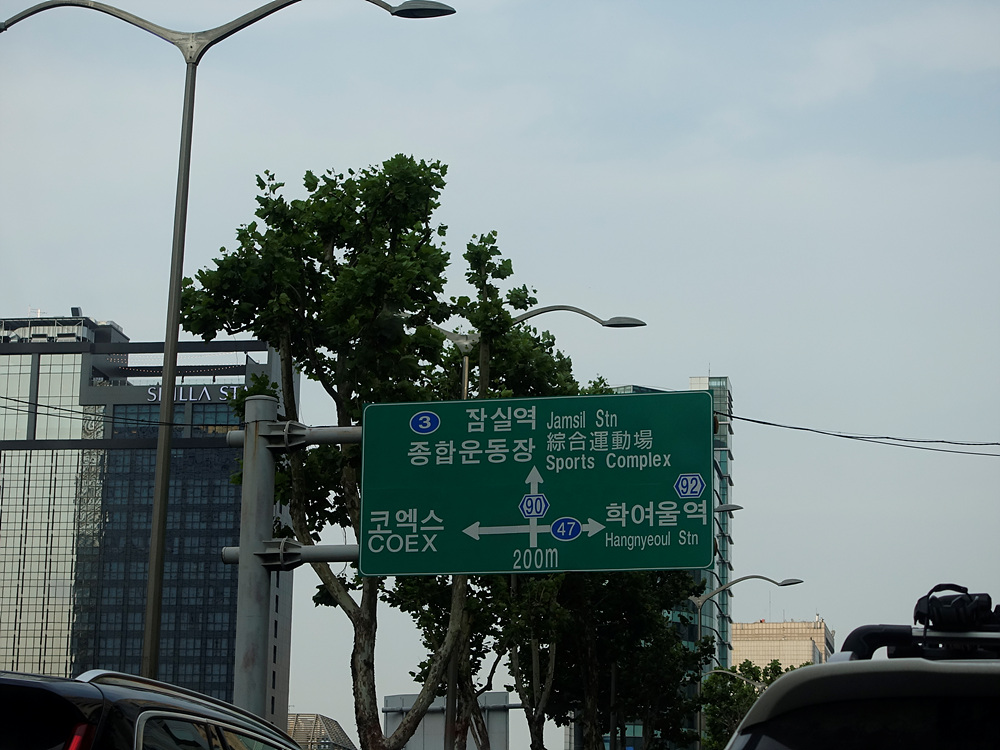 SHILLA ST
3 잠실역 Jamsil Stn
종합운동장 綜合運動場
Sports Complex
92
90
코엑스 47 학여울역
COEX Hangnyeoul Stn
200m